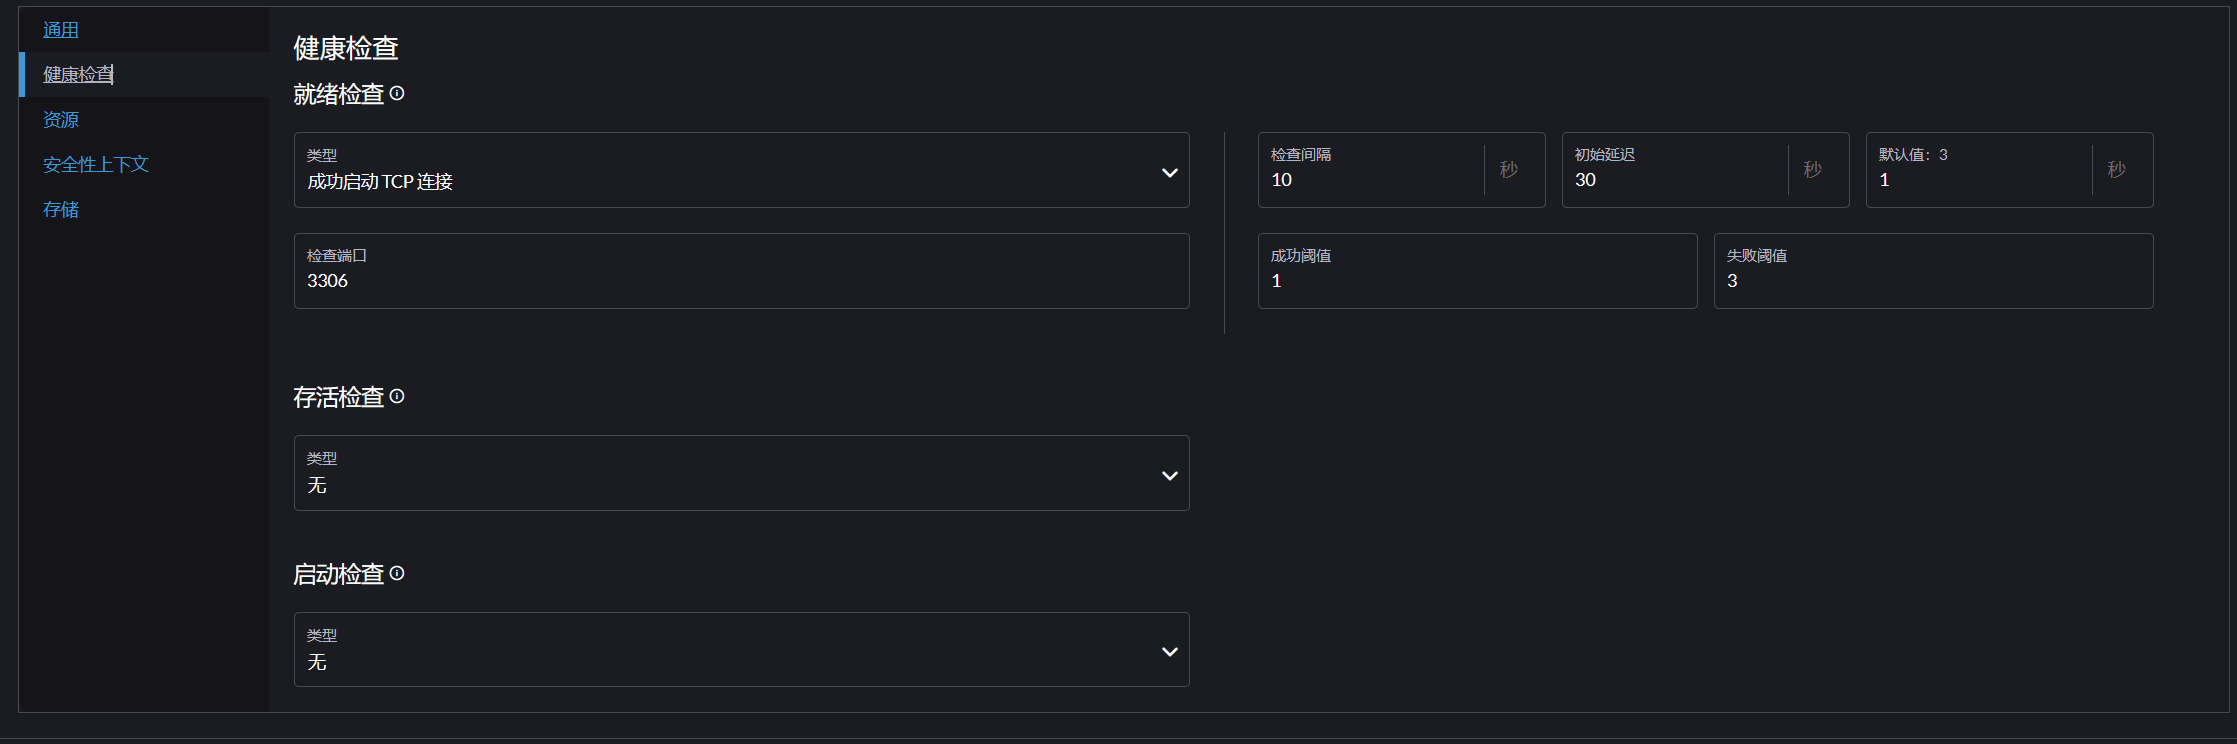 通用
健康检查
资源
安全性上下文
存储
健康检查
就绪检查
类型
成功启动 TCP 连接
检查间隔
10
秒
初始延迟
30
秒
默认值：3
1
秒
检查端口
3306
成功阈值
1
失败阈值
3
存活检查
类型
无
启动检查
类型
无